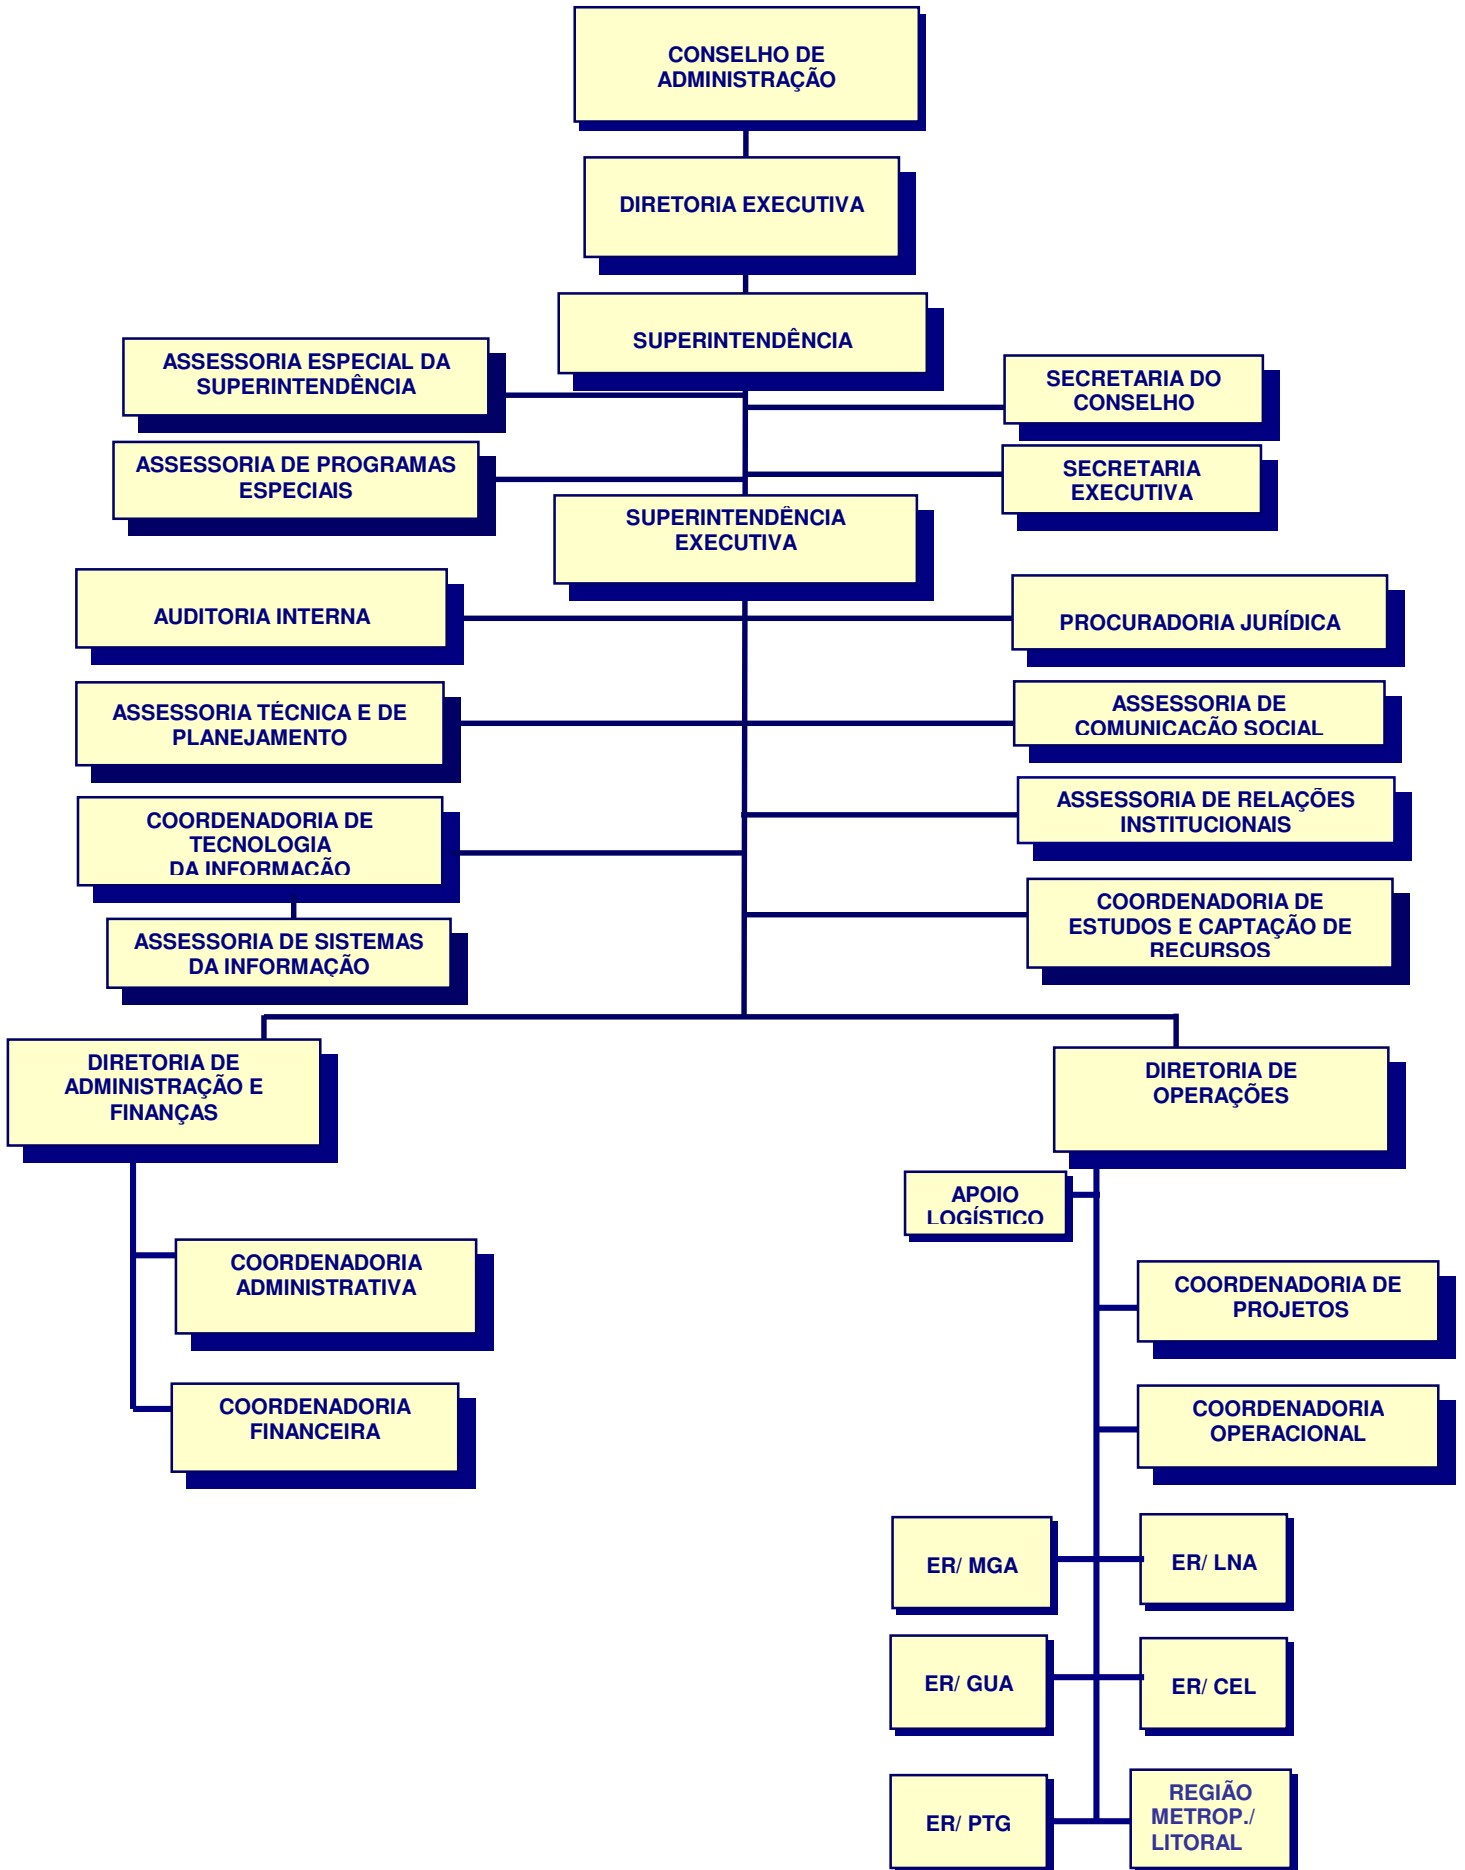 CONSELHO DE
ADMINISTRAÇÃO
DIRETORIA EXECUTIVA
SUPERINTENDÊNCIA
ASSESSORIA ESPECIAL DA
SUPERINTENDÊNCIA
SECRETARIA DO
CONSELHO
ASSESSORIA DE PROGRAMAS
ESPECIAIS
SECRETARIA
EXECUTIVA
SUPERINTENDÊNCIA
EXECUTIVA
AUDITORIA INTERNA
PROCURADORIA JURÍDICA
ASSESSORIA TÉCNICA E DE
PLANEJAMENTO
ASSESSORIA DE
COMUNICAÇÃO SOCIAL
COORDENADORIA DE
TECNOLOGIA
DA INFORMAÇÃO
ASSESSORIA DE RELAÇÕES
INSTITUCIONAIS
ASSESSORIA DE SISTEMAS
DA INFORMAÇÃO
COORDENADORIA DE
ESTUDOS E CAPTAÇÃO DE
RECURSOS
DIRETORIA DE
ADMINISTRAÇÃO E
FINANÇAS
DIRETORIA DE
OPERAÇÕES
APOIO
LOGÍSTICO
COORDENADORIA
ADMINISTRATIVA
COORDENADORIA DE
PROJETOS
COORDENADORIA
FINANCEIRA
COORDENADORIA
OPERACIONAL
ER/ MGA
ER/ LNA
ER/ GUA
ER/ CEL
ER/ PTG
REGIÃO
METROP./
LITORAL